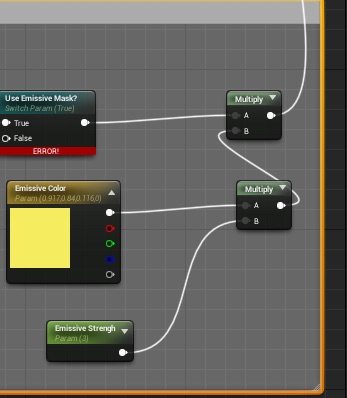 Use Emissive Mask?
Switch Param (True)
True
False
ERROR!
Multiply
A
B
Emissive Color
Param (0.917,0.84,0.116,0)
Multiply
A
B
Emissive Strengh
Param (3)